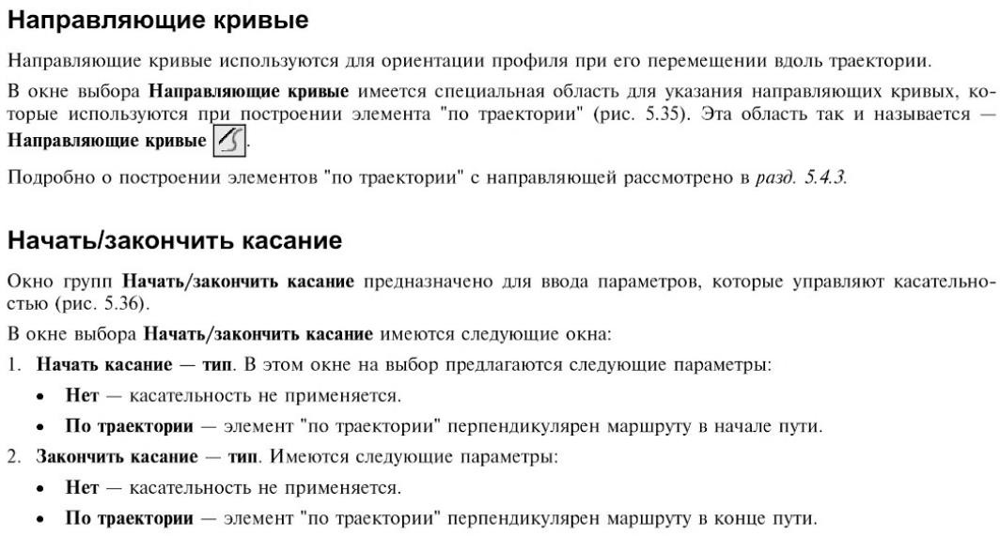 Направляющие кривые
Направляющие кривые используются для ориентации профиля при его перемещении вдоль траектории.
В окне выбора Направляющие кривые имеется специальная область для указания направляющих кривых, ко-
торые используются при построении элемента "по траектории" (рис. 5.35). Эта область так и называется —
Направляющие кривые .
Подробно о построении элементов "по траектории" с направляющей рассмотрено в разд. 5.4.3.
Начать/закончить касание
Окно групп Начать/закончить касание предназначено для ввода параметров, которые управляют касательно-
стью (рис. 5.36).
В окне выбора Начать/закончить касание имеются следующие окна:
1. Начать касание — тип. В этом окне на выбор предлагаются следующие параметры:
• Нет — касательность не применяется.
• По траектории — элемент "по траектории" перпендикулярен маршруту в начале пути.
2. Закончить касание — тип. Имеются следующие параметры:
• Нет — касательность не применяется.
• По траектории — элемент "по траектории" перпендикулярен маршруту в конце пути.